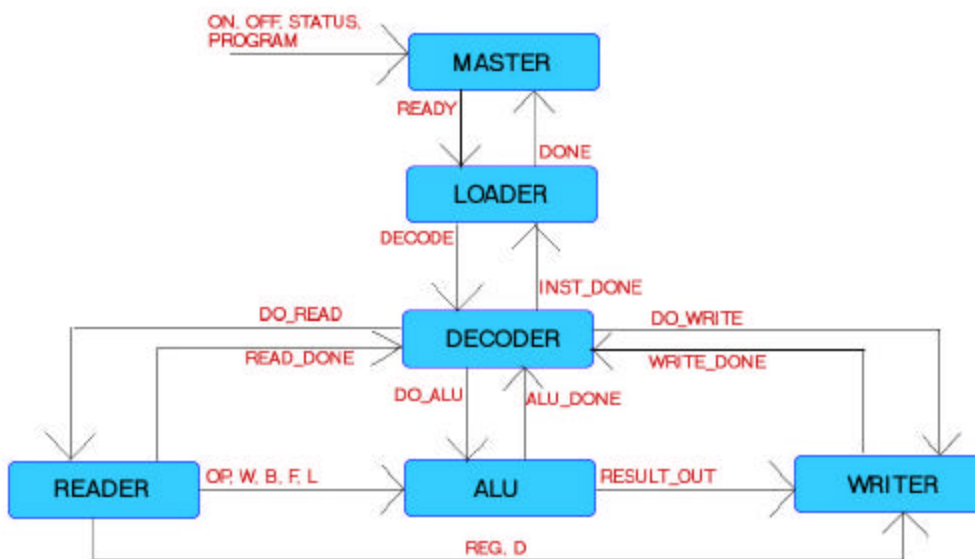 ON, OFF, STATUS,
PROGRAM
MASTER
READY
DONE
LOADER
DECODE
INST_DONE
DO_READ
DECODER
DO_WRITE
READ_DONE
WRITE_DONE
DO_ALU
ALU_DONE
READER
OP, W, B, F, L
ALU
RESULT_OUT
WRITER
REG, D